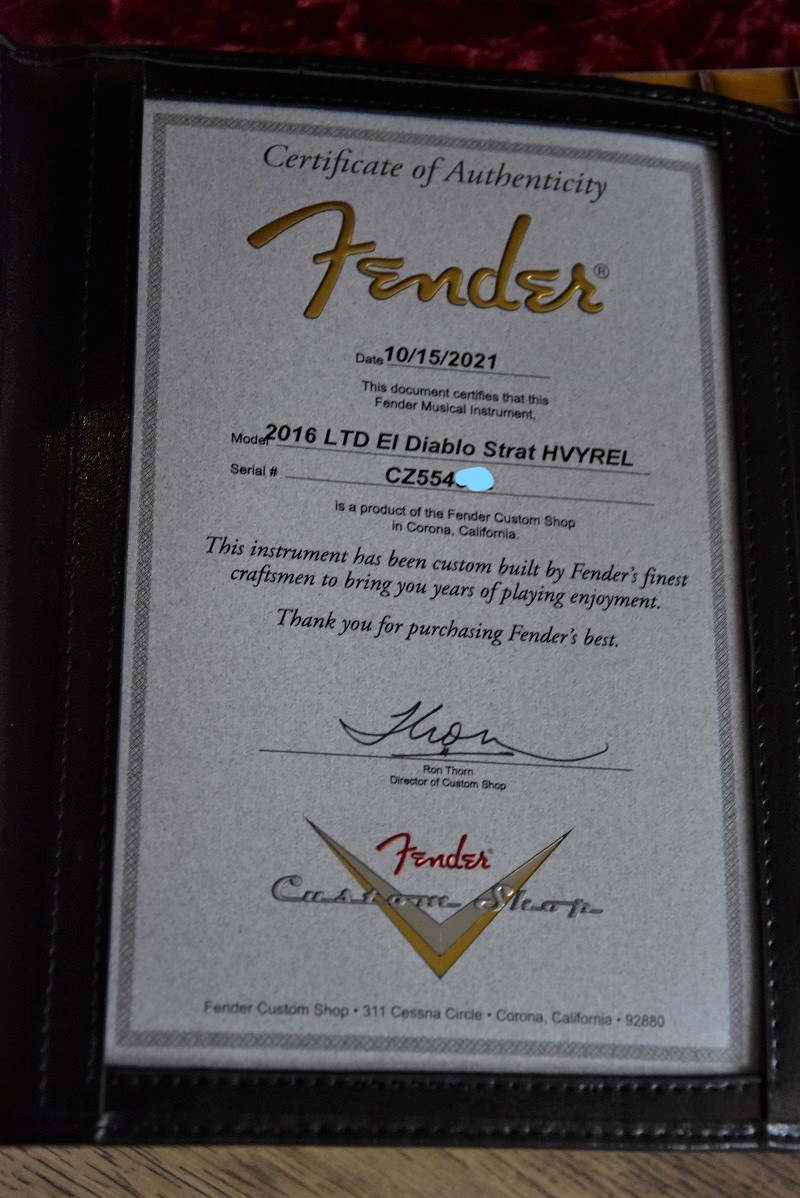 Certificate of Authenticity
Fender®
Date 10/15/2021
This document certifies that this
Fender Musical Instrument,
Model 2016 LTD El Diablo Strat HVYREL
Serial # CZ554
is a product of the Fender Custom Shop
in Corona, California.
This instrument has been custom built by Fender's finest
craftsmen to bring you years of playing enjoyment.
Thank you for purchasing Fender's best.
Thorn
Ron Thorn
Director of Custom Shop
Fender®
Custom Shop
Fender Custom Shop • 311 Cessna Circle • Corona, California • 92880